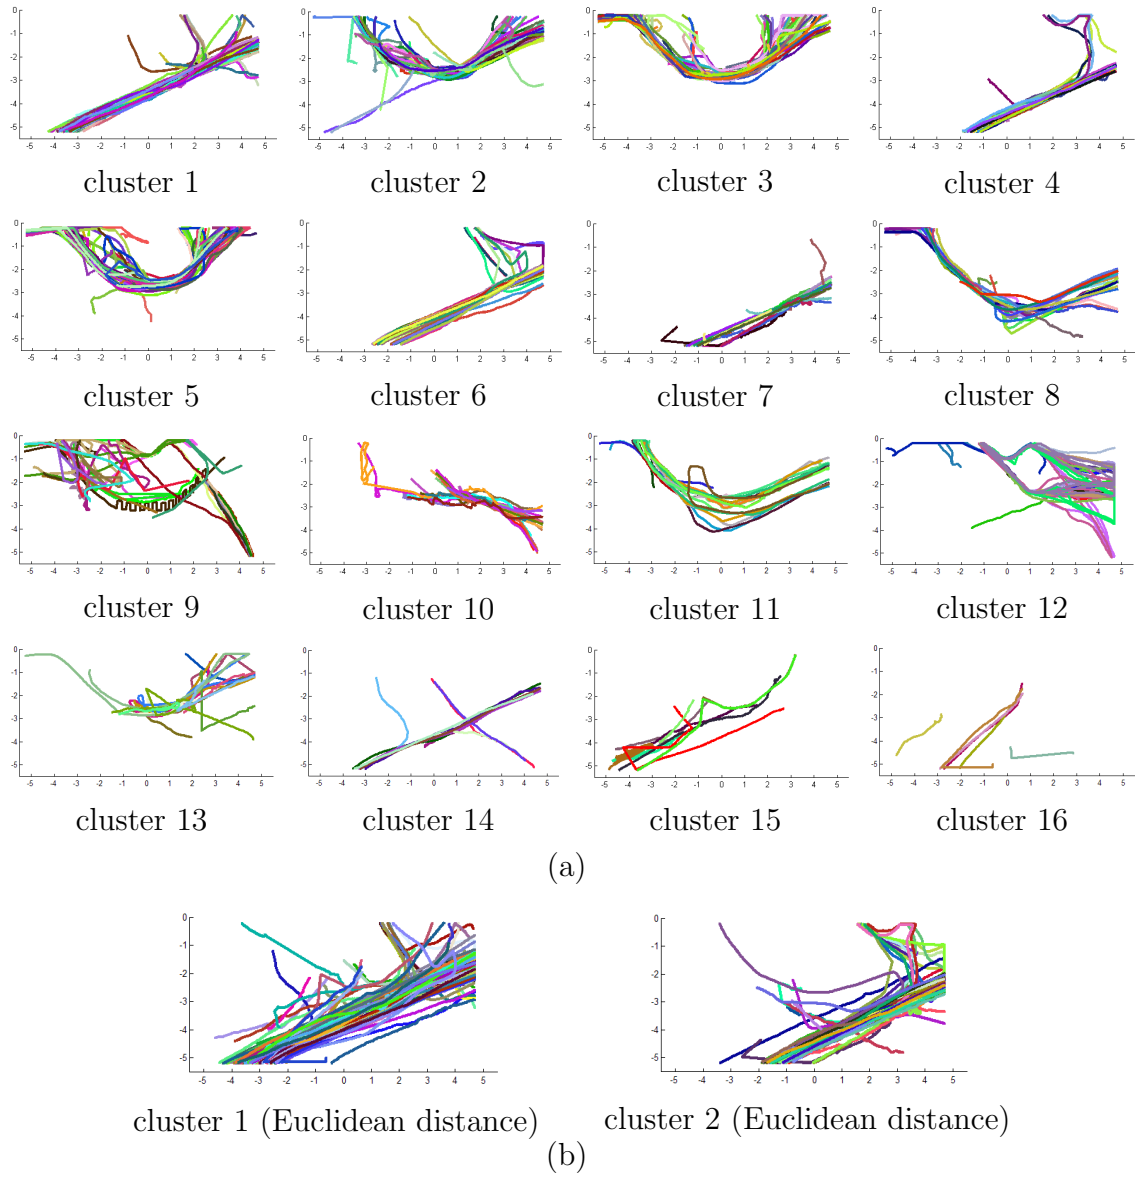 cluster 1
cluster 2
cluster 3
cluster 4
cluster 5
cluster 6
cluster 7
cluster 8
cluster 9
cluster 10
cluster 11
cluster 12
cluster 13
cluster 14
cluster 15
cluster 16
(a)
cluster 1 (Euclidean distance)
cluster 2 (Euclidean distance)
(b)